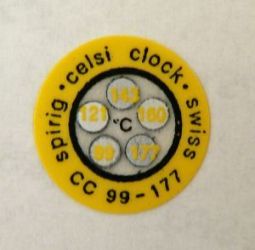 spirig · celsi clock · swiss
CC 99-177
143
121 160
°C
99 177